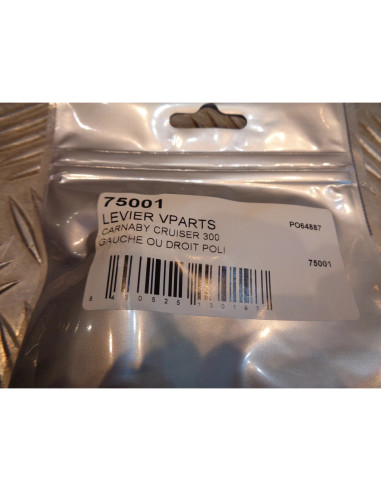 75001
LEVIER VPARTS
CARNABY CRUISER 300
GAUCHE OU DROIT POLI
PO64887
75001